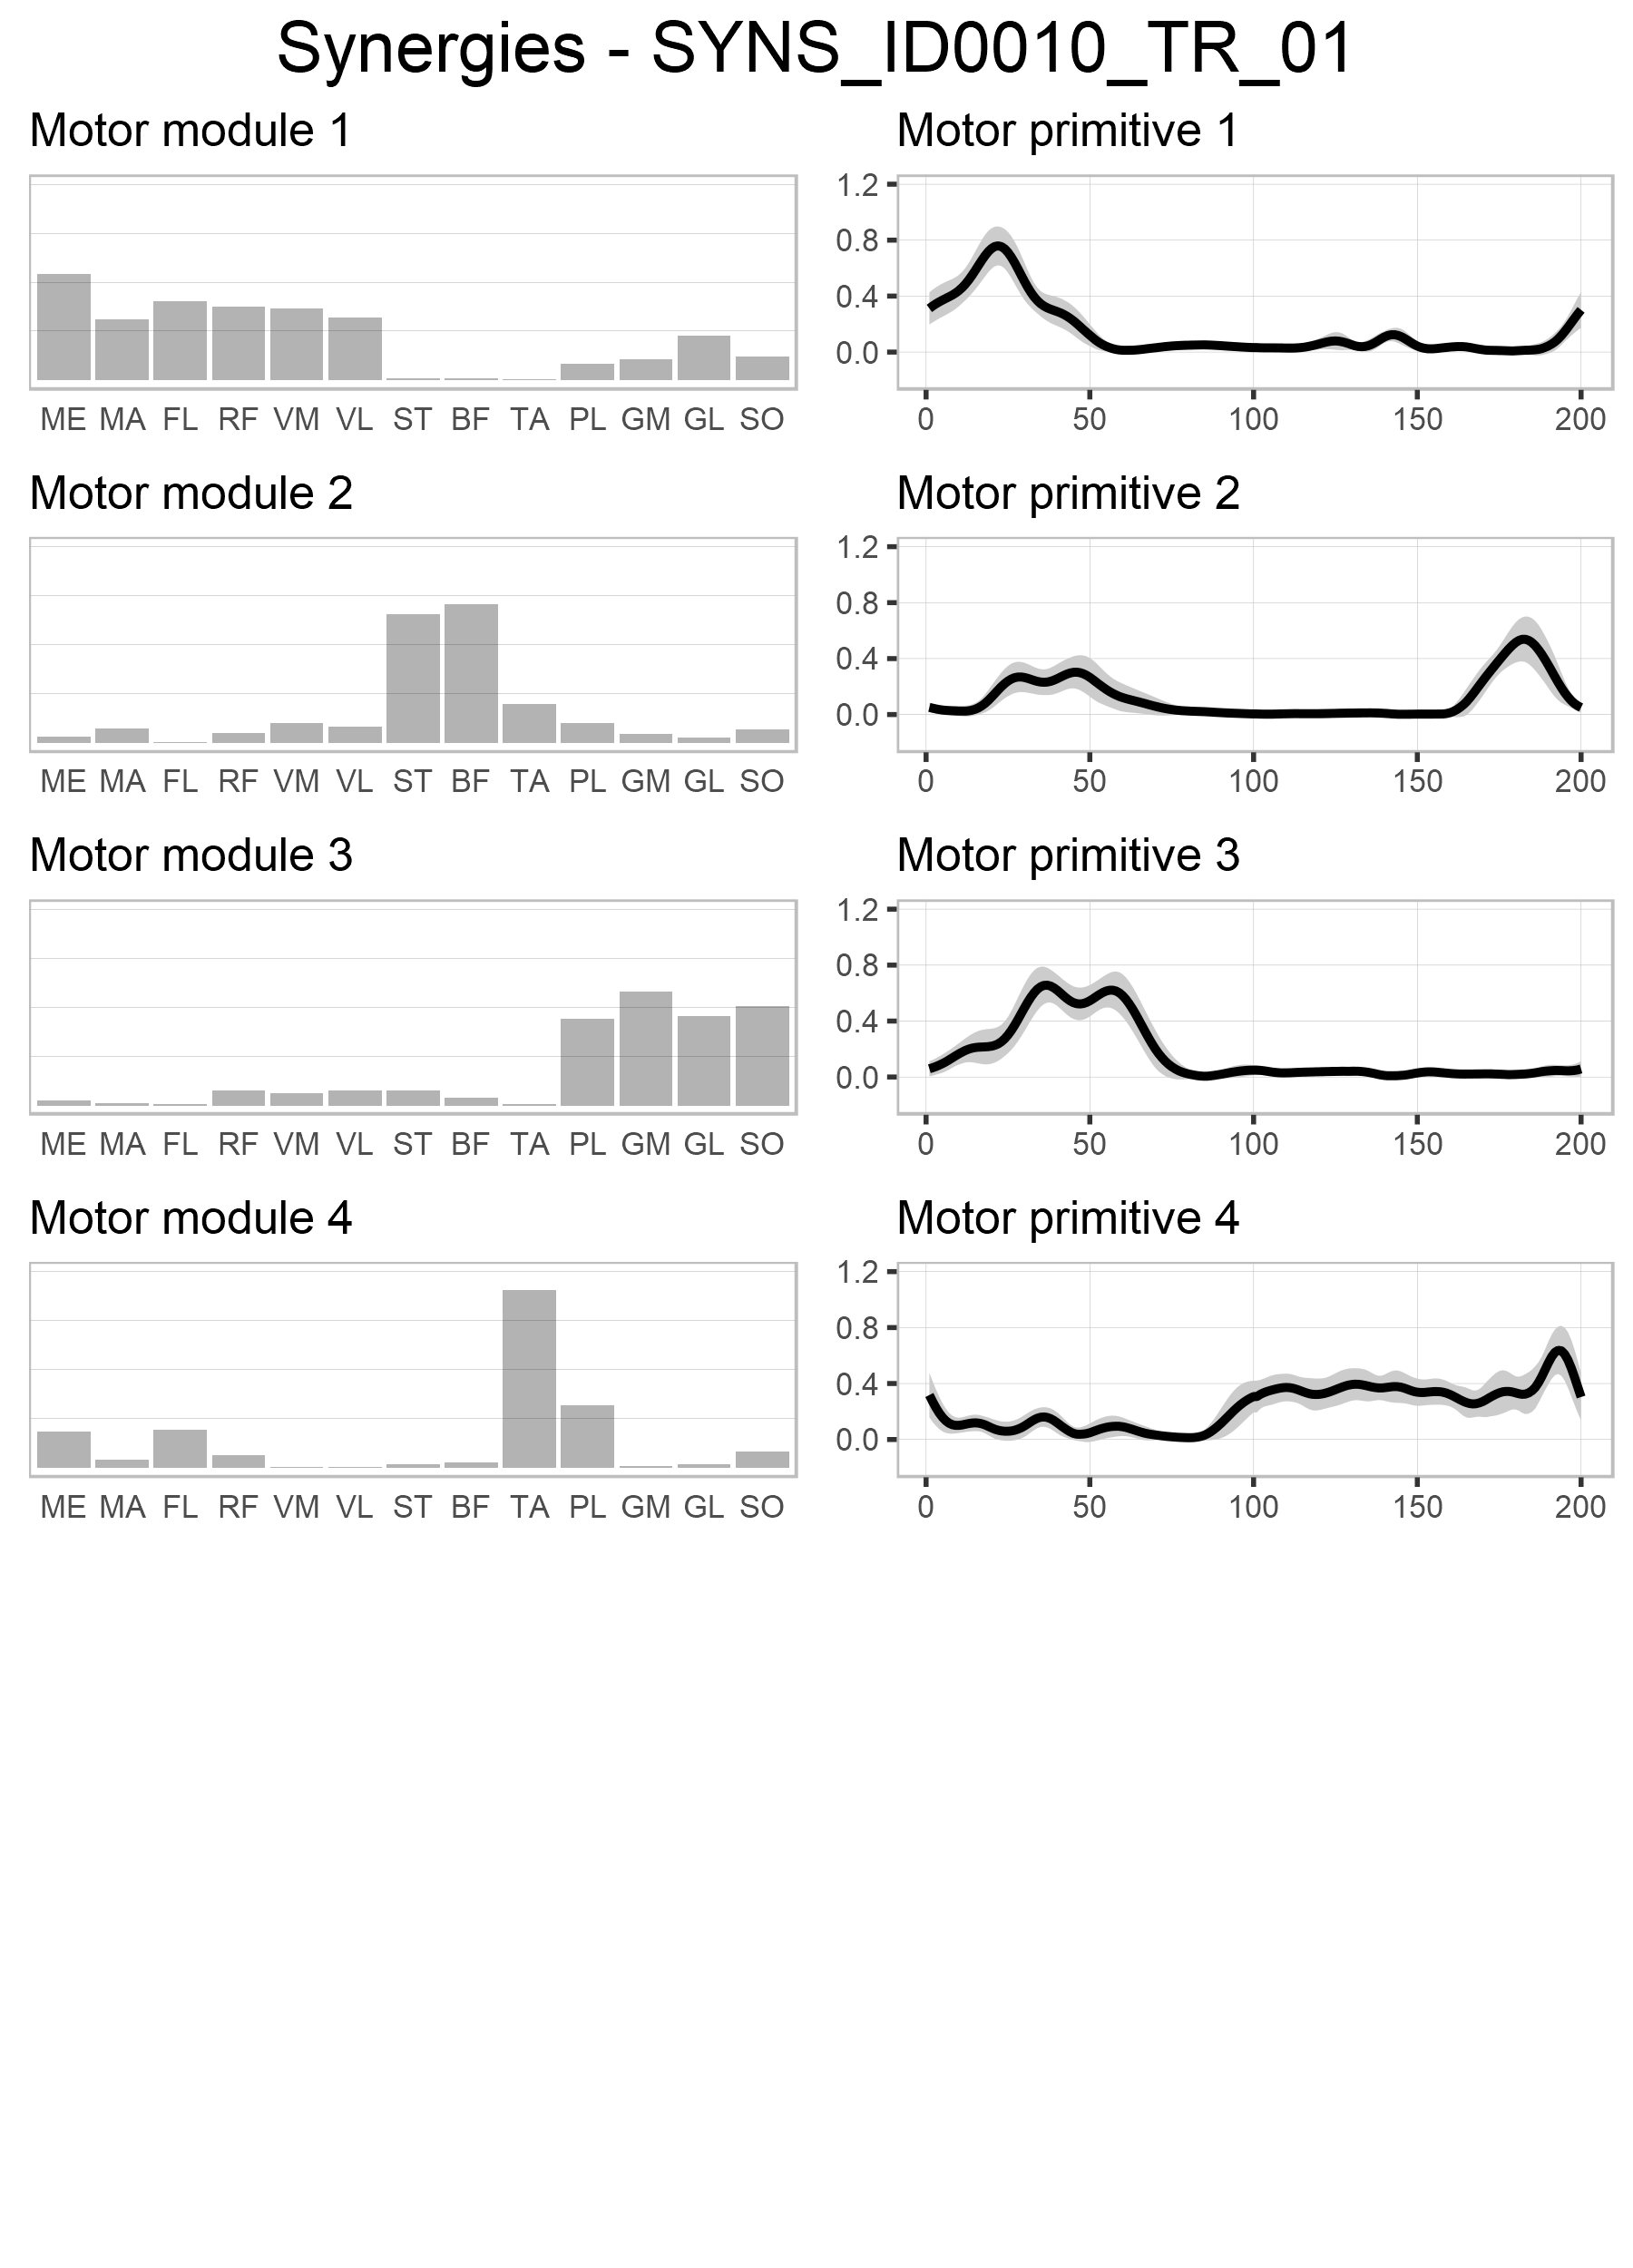 Synergies - SYNS_ID0010_TR_01
Motor module 1
Motor primitive 1
1.2
0.8
0.4
0.0
ME MA FL RF VM VL ST BF TA PL GM GL SO
0 50 100 150 200
Motor module 2
Motor primitive 2
1.2
0.8
0.4
0.0
ME MA FL RF VM VL ST BF TA PL GM GL SO
0 50 100 150 200
Motor module 3
Motor primitive 3
1.2
0.8
0.4
0.0
ME MA FL RF VM VL ST BF TA PL GM GL SO
0 50 100 150 200
Motor module 4
Motor primitive 4
1.2
0.8
0.4
0.0
ME MA FL RF VM VL ST BF TA PL GM GL SO
0 50 100 150 200